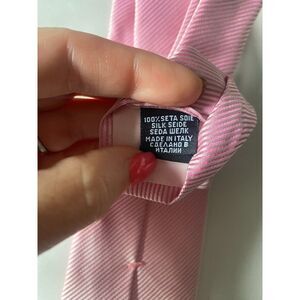 100% SETA SOIE
SILK SEIDE
SEDA ШЕЛК
MADE IN ITALY
СДЕЛАНО В
ИТАЛИИ